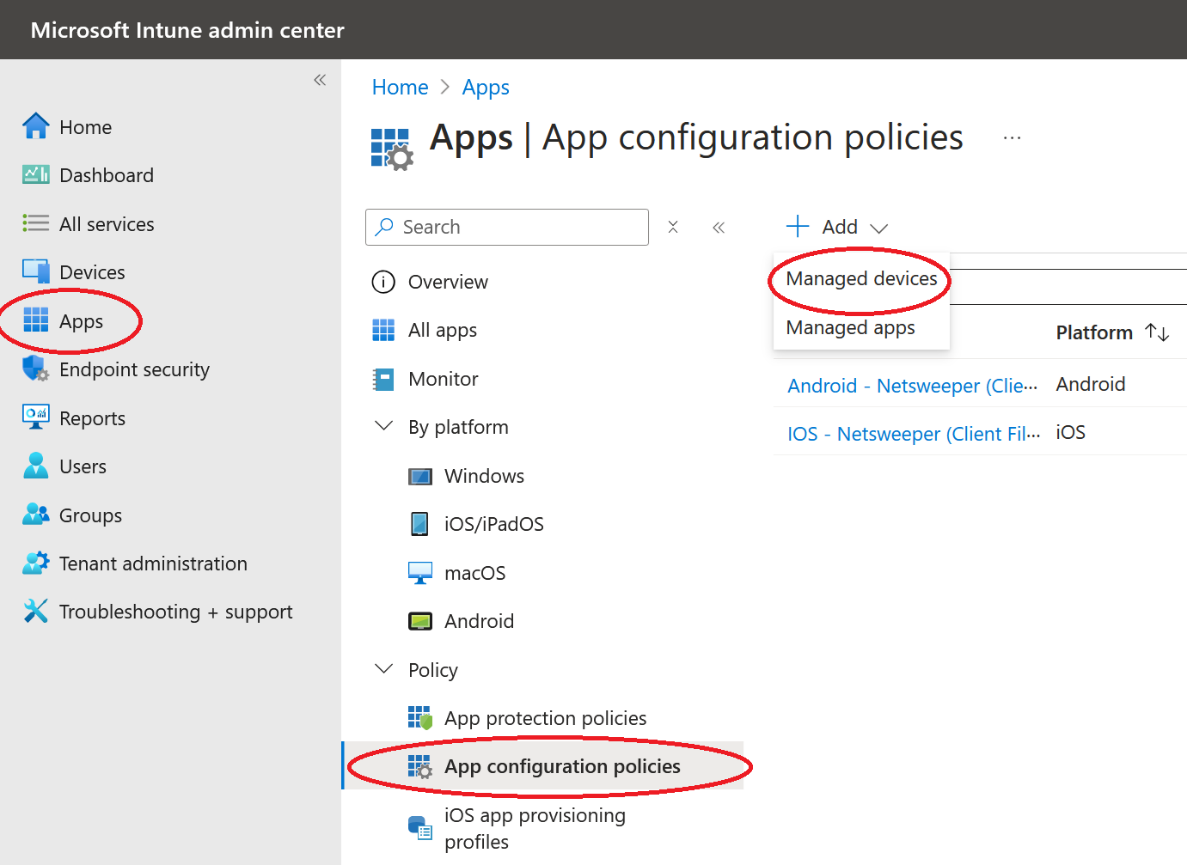 Microsoft Intune admin center
Home
Dashboard
All services
Devices
Apps
Endpoint security
Reports
Users
Groups
Tenant administration
Troubleshooting + support
Home > Apps
Apps | App configuration policies ...
Search
Overview
All apps
Monitor
By platform
Windows
iOS/iPadOS
macOS
Android
Policy
App protection policies
App configuration policies
iOS app provisioning
profiles
+ Add
Managed devices
Managed apps
Platform
Android - Netsweeper (Clie... Android
IOS - Netsweeper (Client Fil... iOS